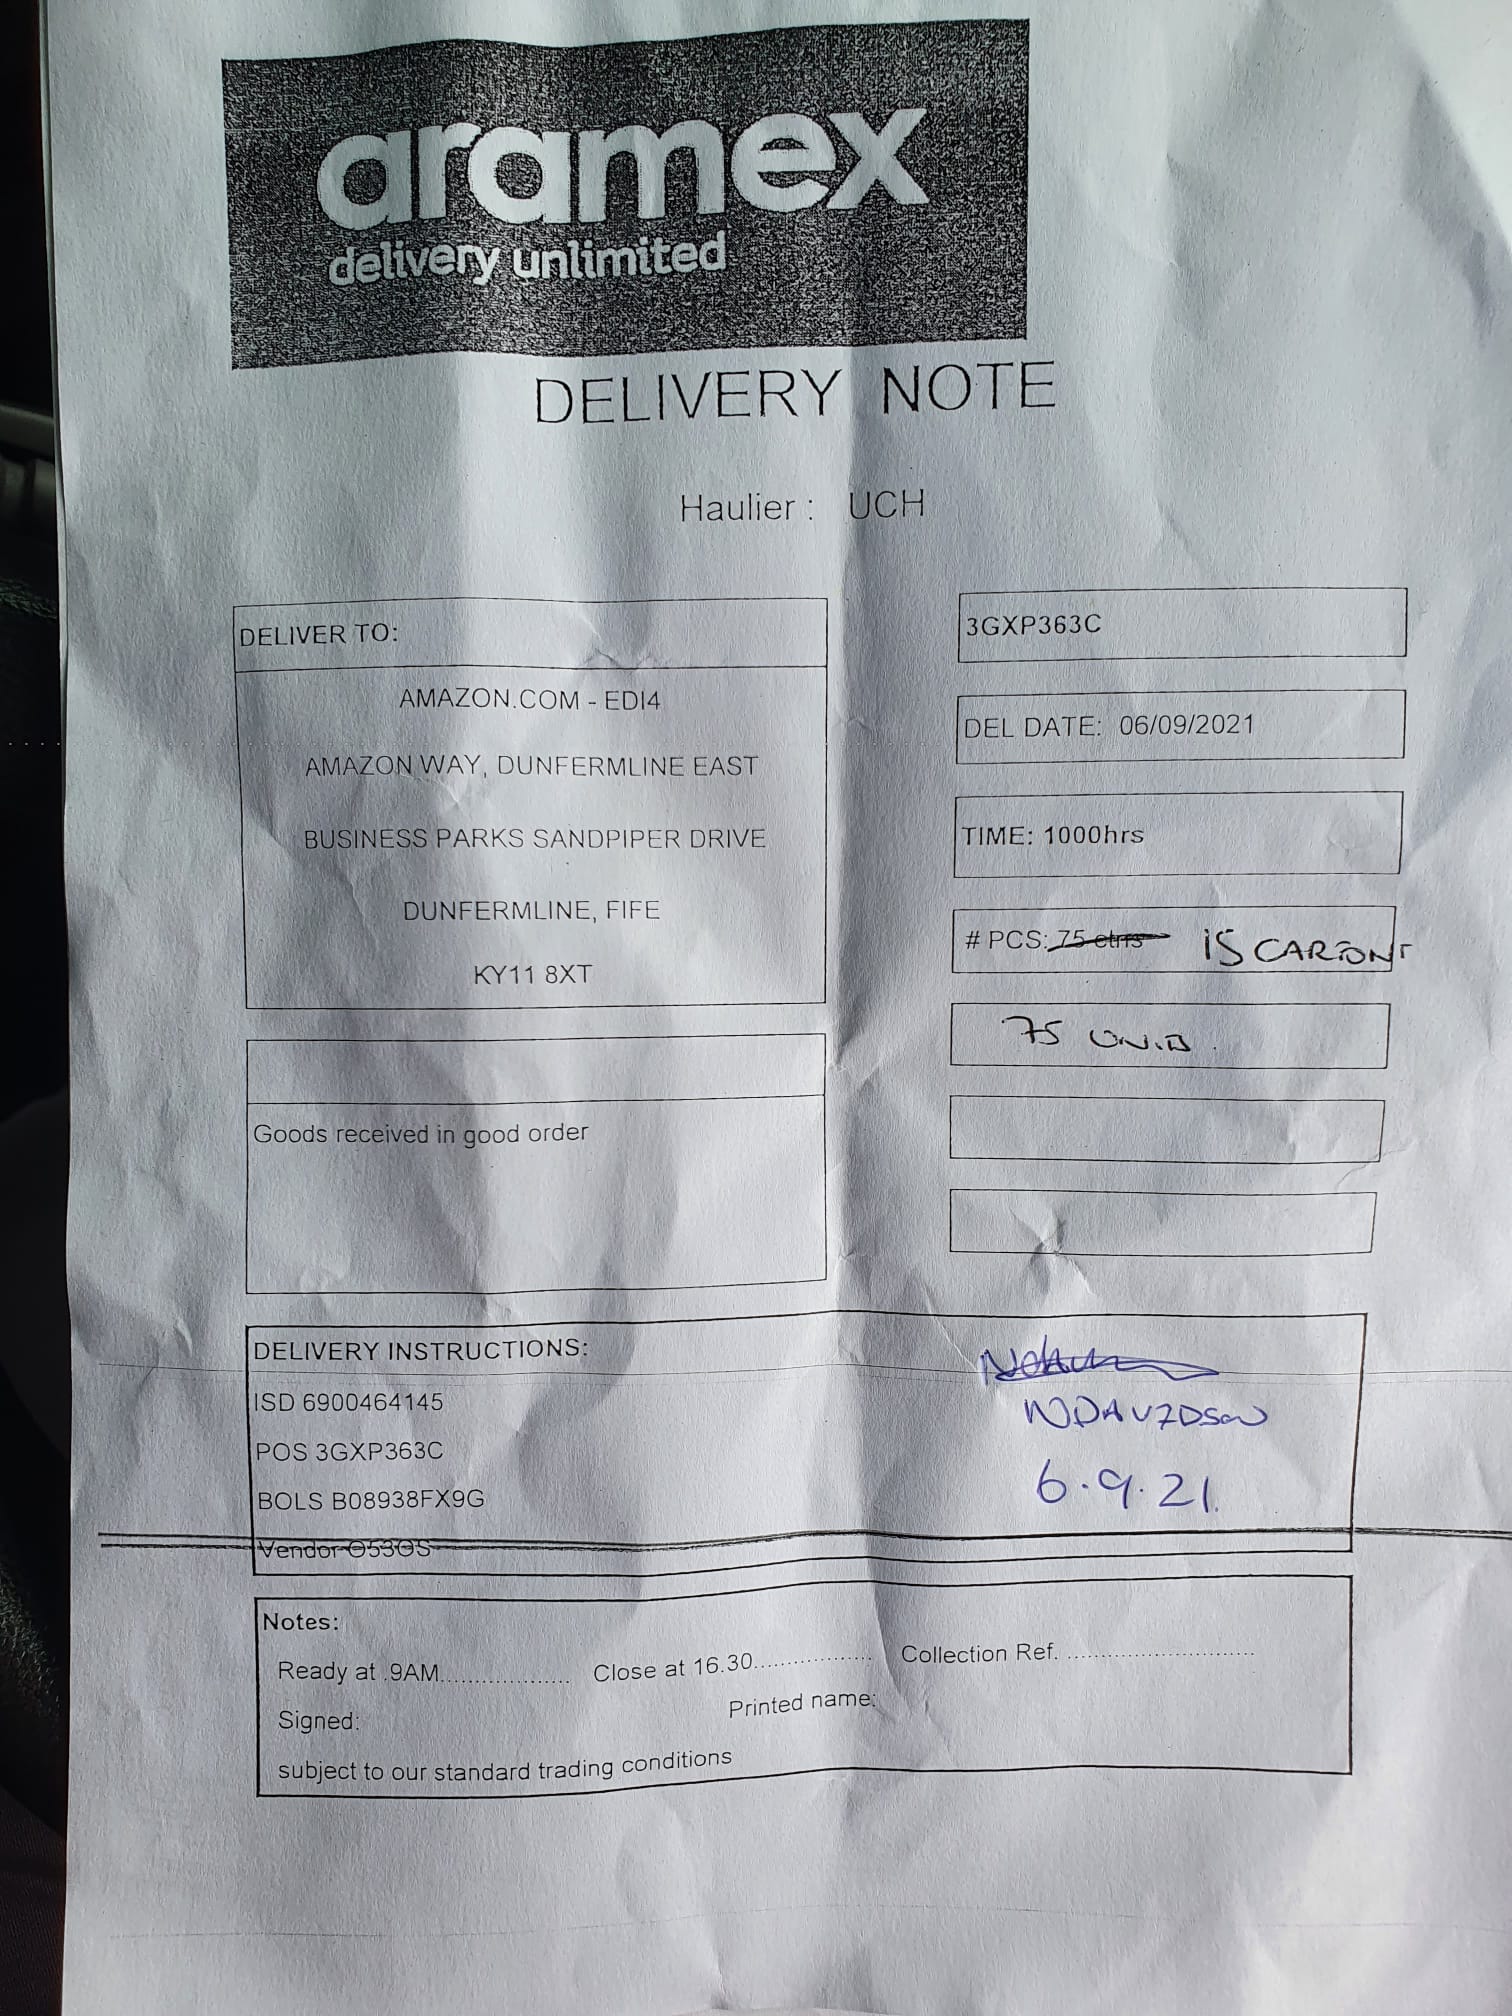 aramex
delivery unlimited
DELIVERY NOTE
Haulier : UCH
DELIVER TO:
AMAZON.COM - EDI4
AMAZON WAY, DUNFERMLINE EAST
BUSINESS PARKS SANDPIPER DRIVE
DUNFERMLINE, FIFE
KY11 8XT
3GXP363C
DEL DATE: 06/09/2021
TIME: 1000hrs
# PCS: 75 ctns 15 CARTONS
75 UNITS.
Goods received in good order
DELIVERY INSTRUCTIONS:
ISD 6900464145
POS 3GXP363C
BOLS B08938FX9G
Vendor O53OS
6.9.21.
Notes:
Ready at .9AM................... Close at 16.30.................. Collection Ref. ............................
Signed: Printed name:
subject to our standard trading conditions